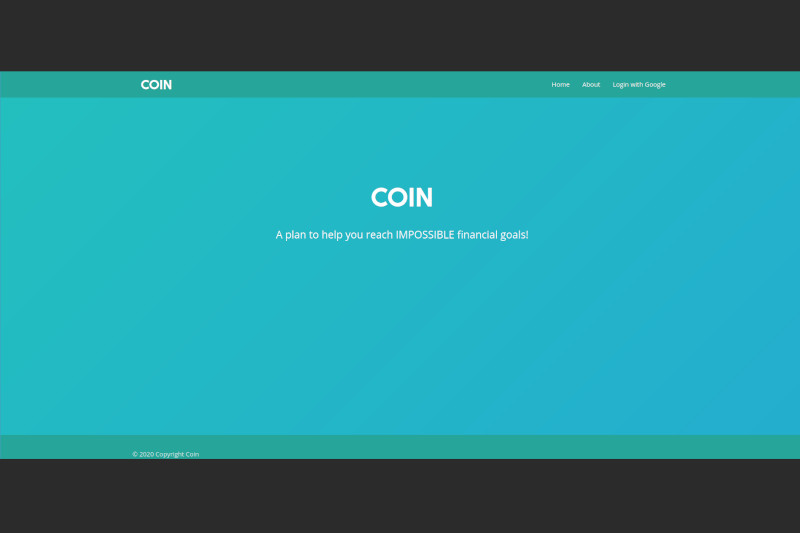 COIN
Home About Login with Google
COIN
A plan to help you reach IMPOSSIBLE financial goals!
© 2020 Copyright Coin